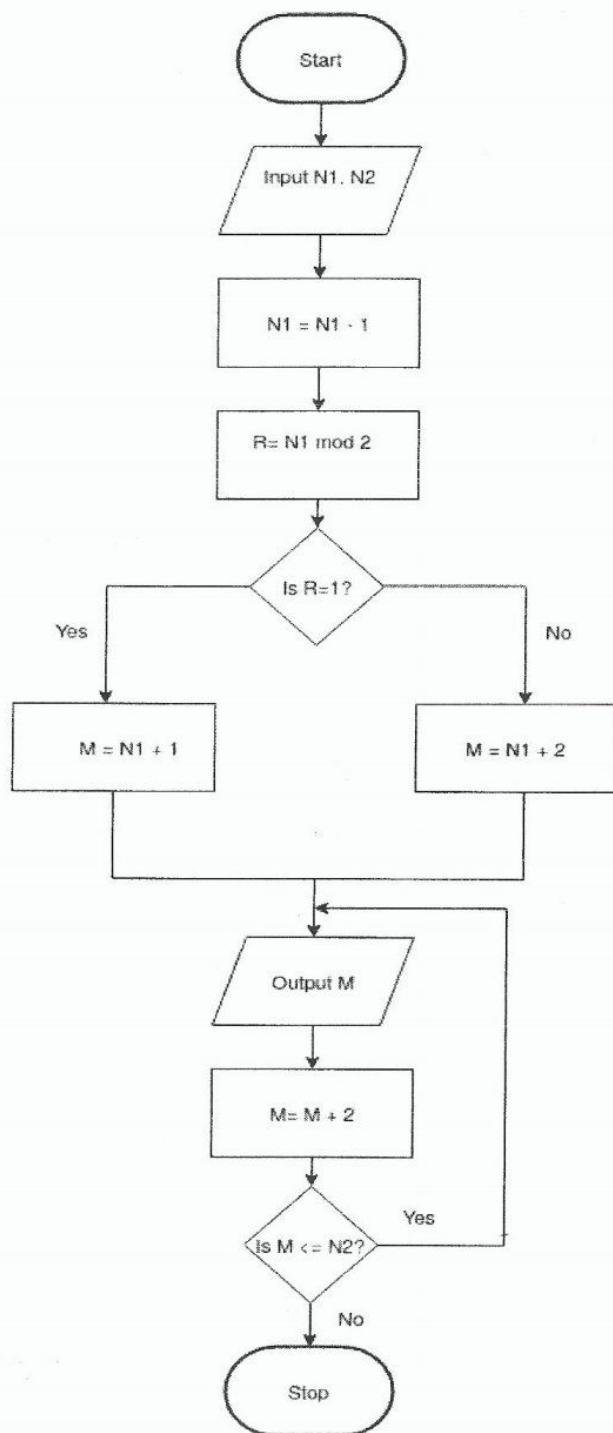 Start
Input N1. N2
N1 = N1 - 1
R= N1 mod 2
Is R=1?
Yes
No
M = N1 + 1
M = N1 + 2
Output M
M= M + 2
Is M <= N2?
Yes
No
Stop